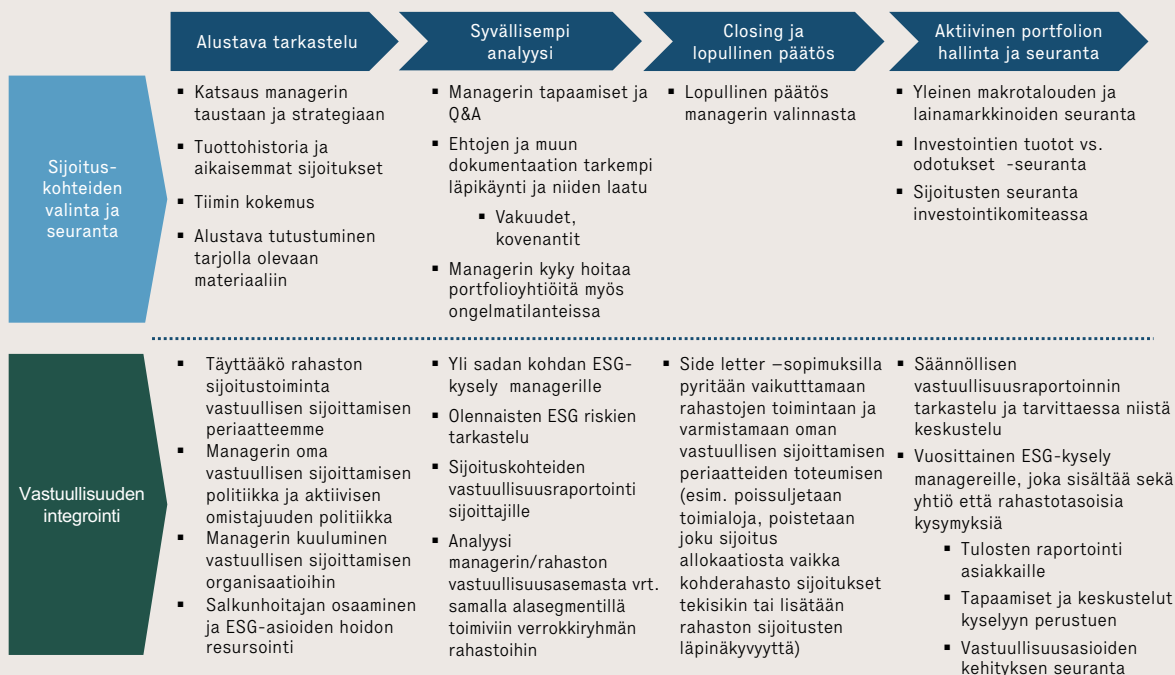 Alustava tarkastelu
Syvällisempi
analyysi
Closing ja
lopullinen päätös
Aktiivinen portfolion
hallinta ja seuranta
Sijoitus-
kohteiden
valinta ja
seuranta
▪ Katsaus managerin
taustaan ja strategiaan
▪ Tuottohistoria ja
aikaisemmat sijoitukset
▪ Tiimin kokemus
▪ Alustava tutustuminen
tarjolla olevaan
materiaaliin
▪ Managerin tapaamiset ja
Q&A
▪ Ehtojen ja muun
dokumentaation tarkempi
läpikäynti ja niiden laatu
▪ Vakuudet,
kovenantit
▪ Managerin kyky hoitaa
portfolioyhtiöitä myös
ongelmatilanteissa
▪ Lopullinen päätös
managerin valinnasta
▪ Yleinen makrotalouden ja
lainamarkkinoiden seuranta
▪ Investointien tuotot vs.
odotukset -seuranta
▪ Sijoitusten seuranta
investointikomiteassa
Vastuullisuuden
integrointi
▪ Täyttääkö rahaston
sijoitustoiminta
vastuullisen sijoittamisen
periaatteemme
▪ Managerin oma
vastuullisen sijoittamisen
politiikka ja aktiivisen
omistajuuden politiikka
▪ Managerin kuuluminen
vastuullisen sijoittamisen
organisaatioihin
▪ Salkunhoitajan osaaminen
ja ESG-asioiden hoidon
resursointi
▪ Yli sadan kohdan ESG-
kysely managerille
▪ Olennaisten ESG riskien
tarkastelu
▪ Sijoituskohteiden
vastuullisuusraportointi
sijoittajille
▪ Analyysi
managerin/rahaston
vastuullisuusasemasta vrt.
samalla alasegmentillä
toimiviin verrokkiryhmän
rahastoihin
▪ Side letter –sopimuksilla
pyritään vaikutttamaan
rahastojen toimintaan ja
varmistamaan oman
vastuullisen sijoittamisen
periaatteiden toteumisen
(esim. poissuljetaan
toimialoja, poistetaan
joku sijoitus
allokaatiosta vaikka
kohderahasto sijoitukset
tekisikin tai lisätään
rahaston sijoitusten
läpinäkyvyyttä)
▪ Säännöllisen
vastuullisuusraportoinnin
tarkastelu ja tarvittaessa niistä
keskustelu
▪ Vuosittainen ESG-kysely
managereille, joka sisältää sekä
yhtiö että rahastotasoisia
kysymyksiä
▪ Tulosten raportointi
asiakkaille
▪ Tapaamiset ja keskustelut
kyselyyn perustuen
▪ Vastuullisuusasioiden
kehityksen seuranta